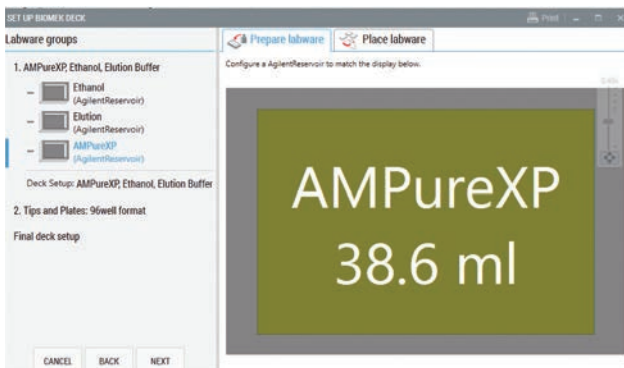 SET UP BIOMEK DECK
Print
Labware groups
Prepare labware
Place labware
Configure a AgilentReservoir to match the display below.
1. AMPureXP, Ethanol, Elution Buffer
Ethanol
(AgilentReservoir)
Elution
(AgilentReservoir)
AMPureXP
(AgilentReservoir)
Deck Setup: AMPureXP, Ethanol, Elution Buffer
2. Tips and Plates: 96well format
Final deck setup
AMPureXP
38.6 ml
CANCEL
BACK
NEXT